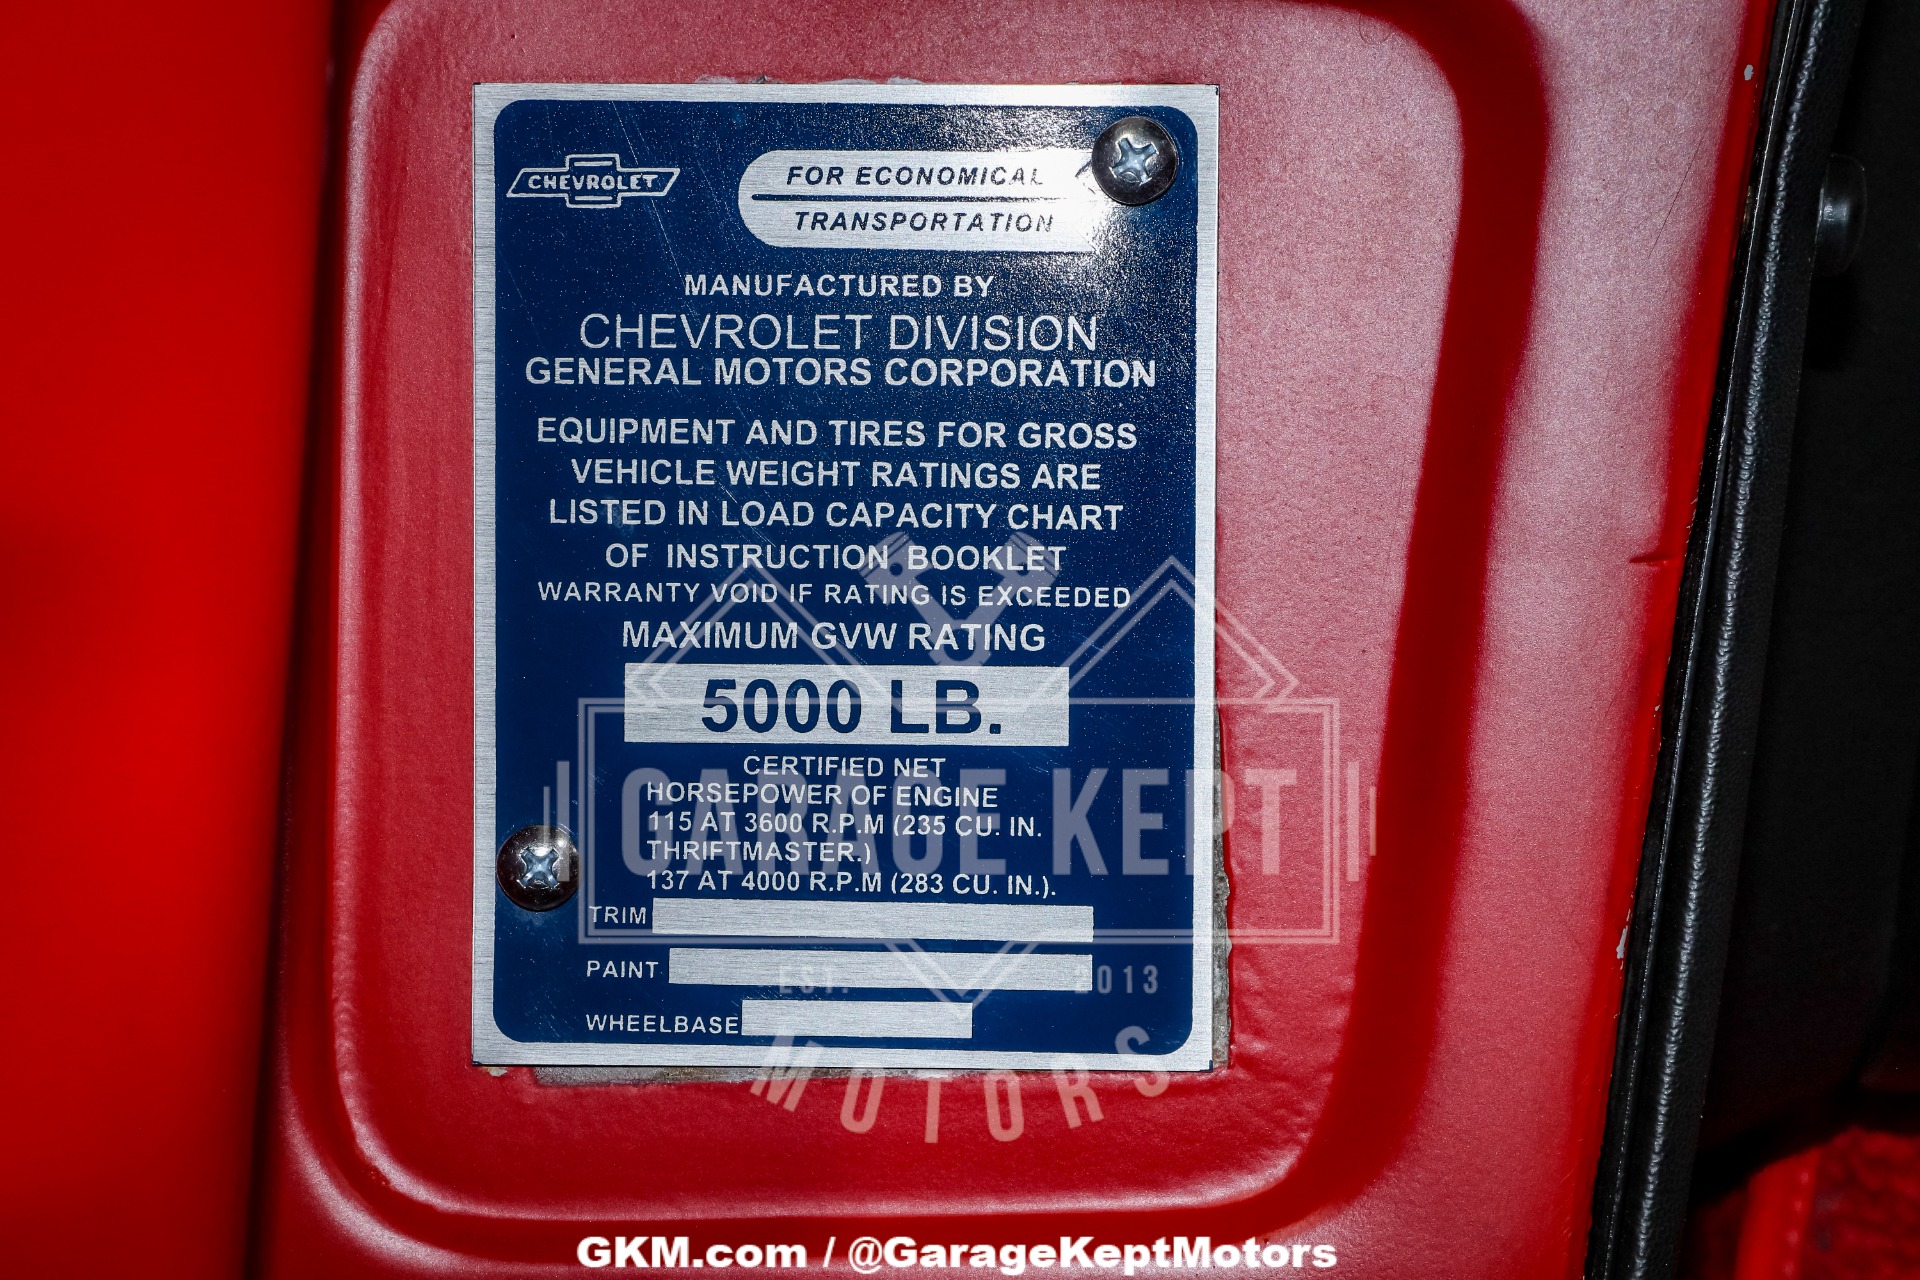 CHEVROLET
FOR ECONOMICAL
TRANSPORTATION
MANUFACTURED BY
CHEVROLET DIVISION
GENERAL MOTORS CORPORATION
EQUIPMENT AND TIRES FOR GROSS
VEHICLE WEIGHT RATINGS ARE
LISTED IN LOAD CAPACITY CHART
OF INSTRUCTION BOOKLET
WARRANTY VOID IF RATING IS EXCEEDED
MAXIMUM GVW RATING
5000 LB.
CERTIFIED NET
HORSEPOWER OF ENGINE
115 AT 3600 R.P.M (235 CU. IN.
THRIFTMASTER.)
137 AT 4000 R.P.M (283 CU. IN.).
TRIM
PAINT
WHEELBASE
GARAGE KEPT
EST. 2013
MOTORS
GKM.com / @GarageKeptMotors